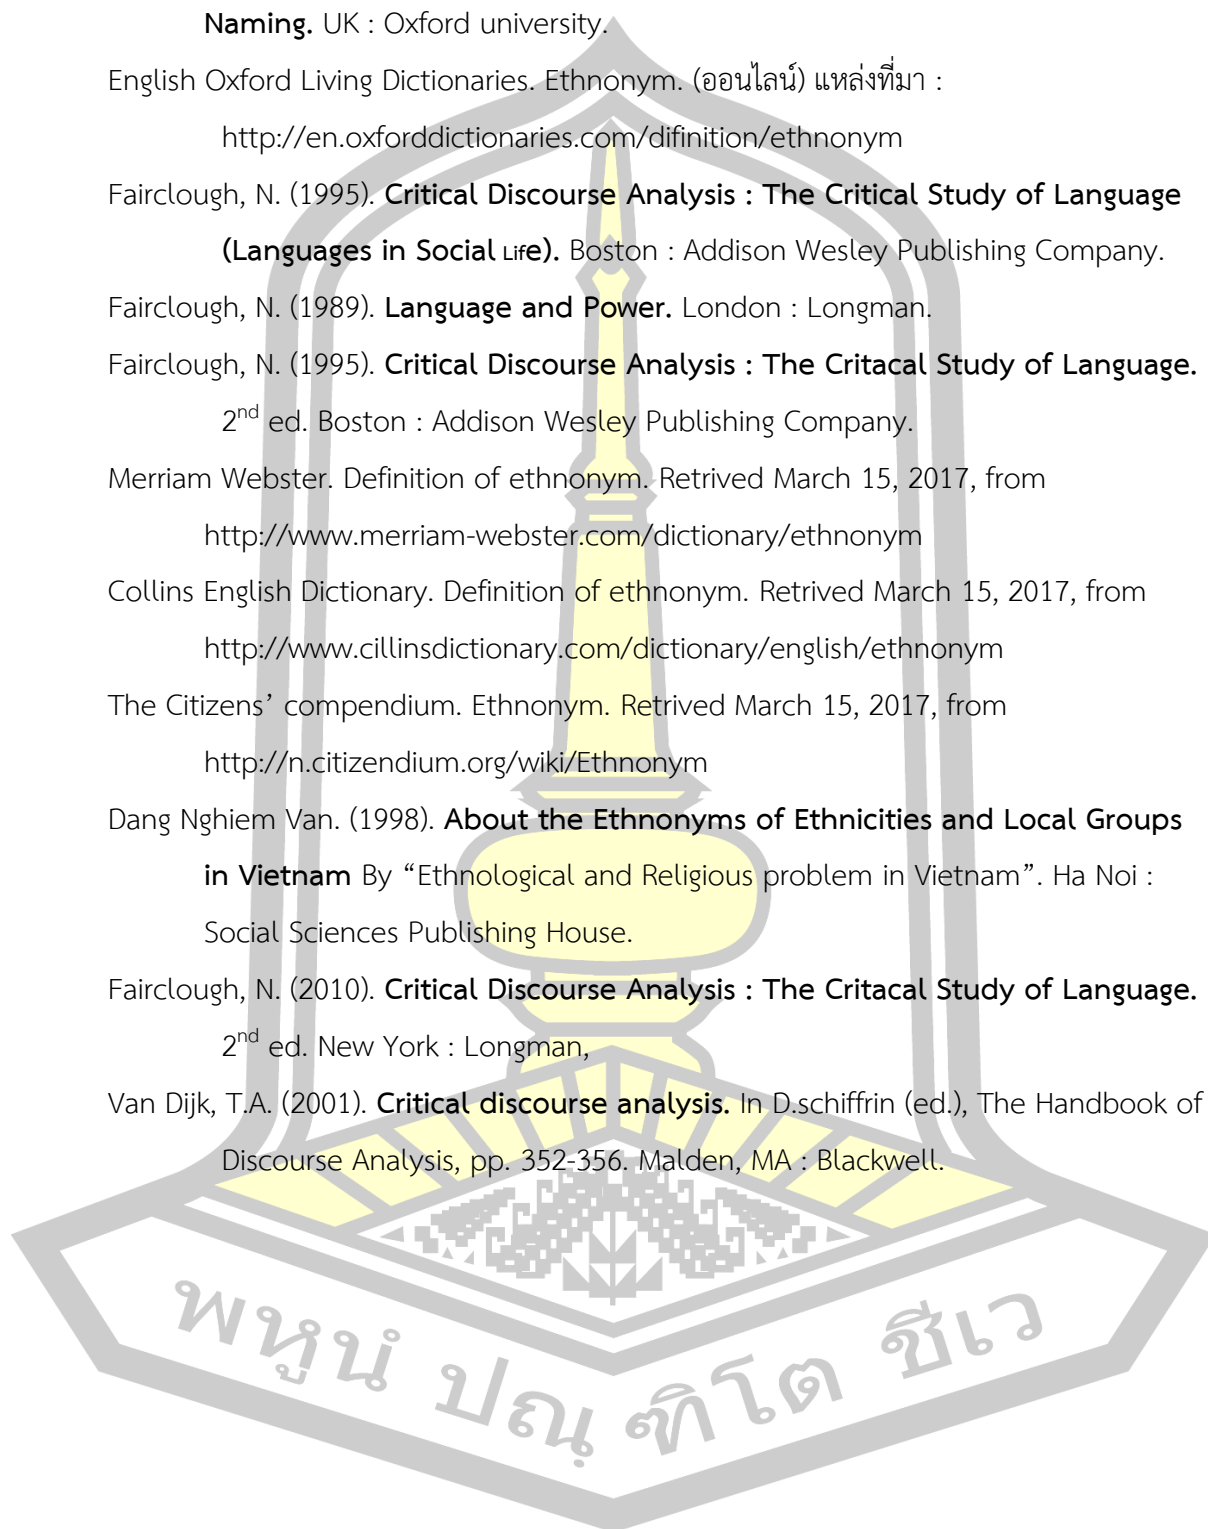 Naming. UK : Oxford university.
English Oxford Living Dictionaries. Ethnonym. (ออนไลน์) แหล่งที่มา :
http://en.oxforddictionaries.com/difinition/ethnonym
Fairclough, N. (1995). Critical Discourse Analysis : The Critical Study of Language
(Languages in Social Life). Boston : Addison Wesley Publishing Company.
Fairclough, N. (1989). Language and Power. London : Longman.
Fairclough, N. (1995). Critical Discourse Analysis : The Critacal Study of Language.
2nd ed. Boston : Addison Wesley Publishing Company.
Merriam Webster. Definition of ethnonym. Retrived March 15, 2017, from
http://www.merriam-webster.com/dictionary/ethnonym
Collins English Dictionary. Definition of ethnonym. Retrived March 15, 2017, from
http://www.cillinsdictionary.com/dictionary/english/ethnonym
The Citizens’ compendium. Ethnonym. Retrived March 15, 2017, from
http://n.citizendium.org/wiki/Ethnonym
Dang Nghiem Van. (1998). About the Ethnonyms of Ethnicities and Local Groups
in Vietnam By “Ethnological and Religious problem in Vietnam”. Ha Noi :
Social Sciences Publishing House.
Fairclough, N. (2010). Critical Discourse Analysis : The Critacal Study of Language.
2nd ed. New York : Longman,
Van Dijk, T.A. (2001). Critical discourse analysis. In D.schiffrin (ed.), The Handbook of
Discourse Analysis, pp. 352-356. Malden, MA : Blackwell.
พหูนํ ปณฺฑิโต ชีเว